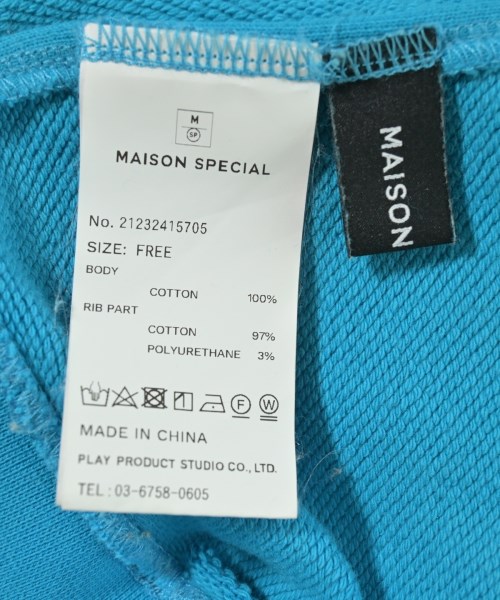 M
SP
MAISON SPECIAL
No. 21232415705
SIZE: FREE
BODY
COTTON 100%
RIB PART
COTTON 97%
POLYURETHANE 3%
F W
MADE IN CHINA
PLAY PRODUCT STUDIO CO., LTD.
TEL : 03-6758-0605
MAISON